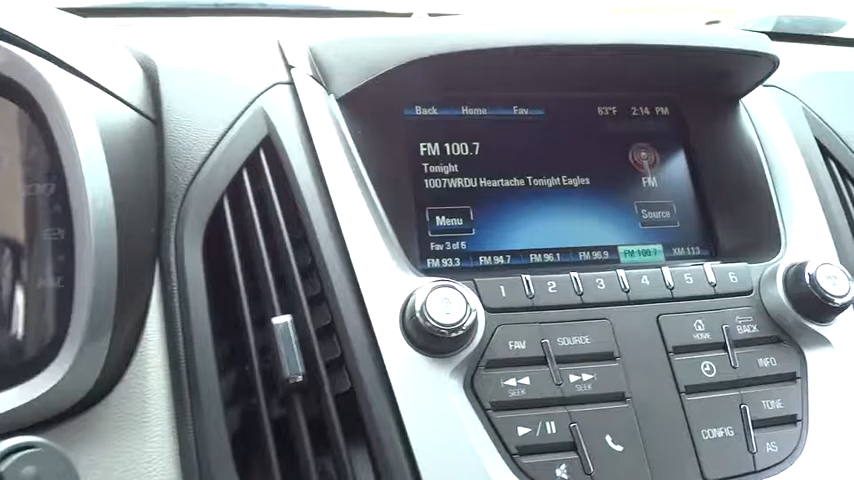 Back Home Fav 83°F 2:14 PM
FM 100.7
Tonight
1007WRDU Heartache Tonight Eagles
FM
Menu Source
Fav 3 of 6
FM 93.3 FM 94.7 FM 96.1 FM 96.9 FM 100.7 XM 113
1 2 3 4 5 6
FAV SOURCE
HOME BACK
SEEK SEEK
INFO
TONE
CONFIG
AS